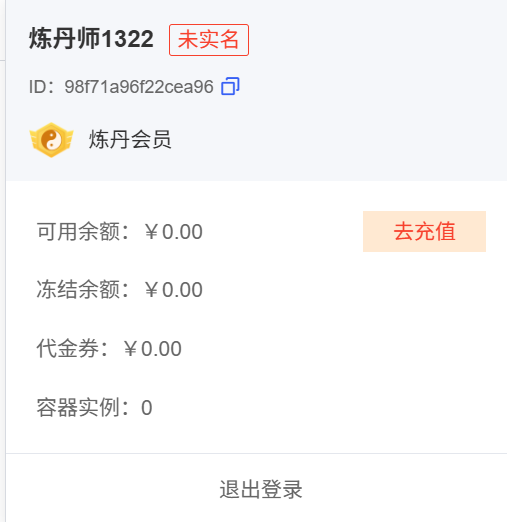 炼丹师1322 未实名
ID：98f71a96f22cea96
炼丹会员
可用余额：￥0.00 去充值
冻结余额：￥0.00
代金券：￥0.00
容器实例：0
退出登录